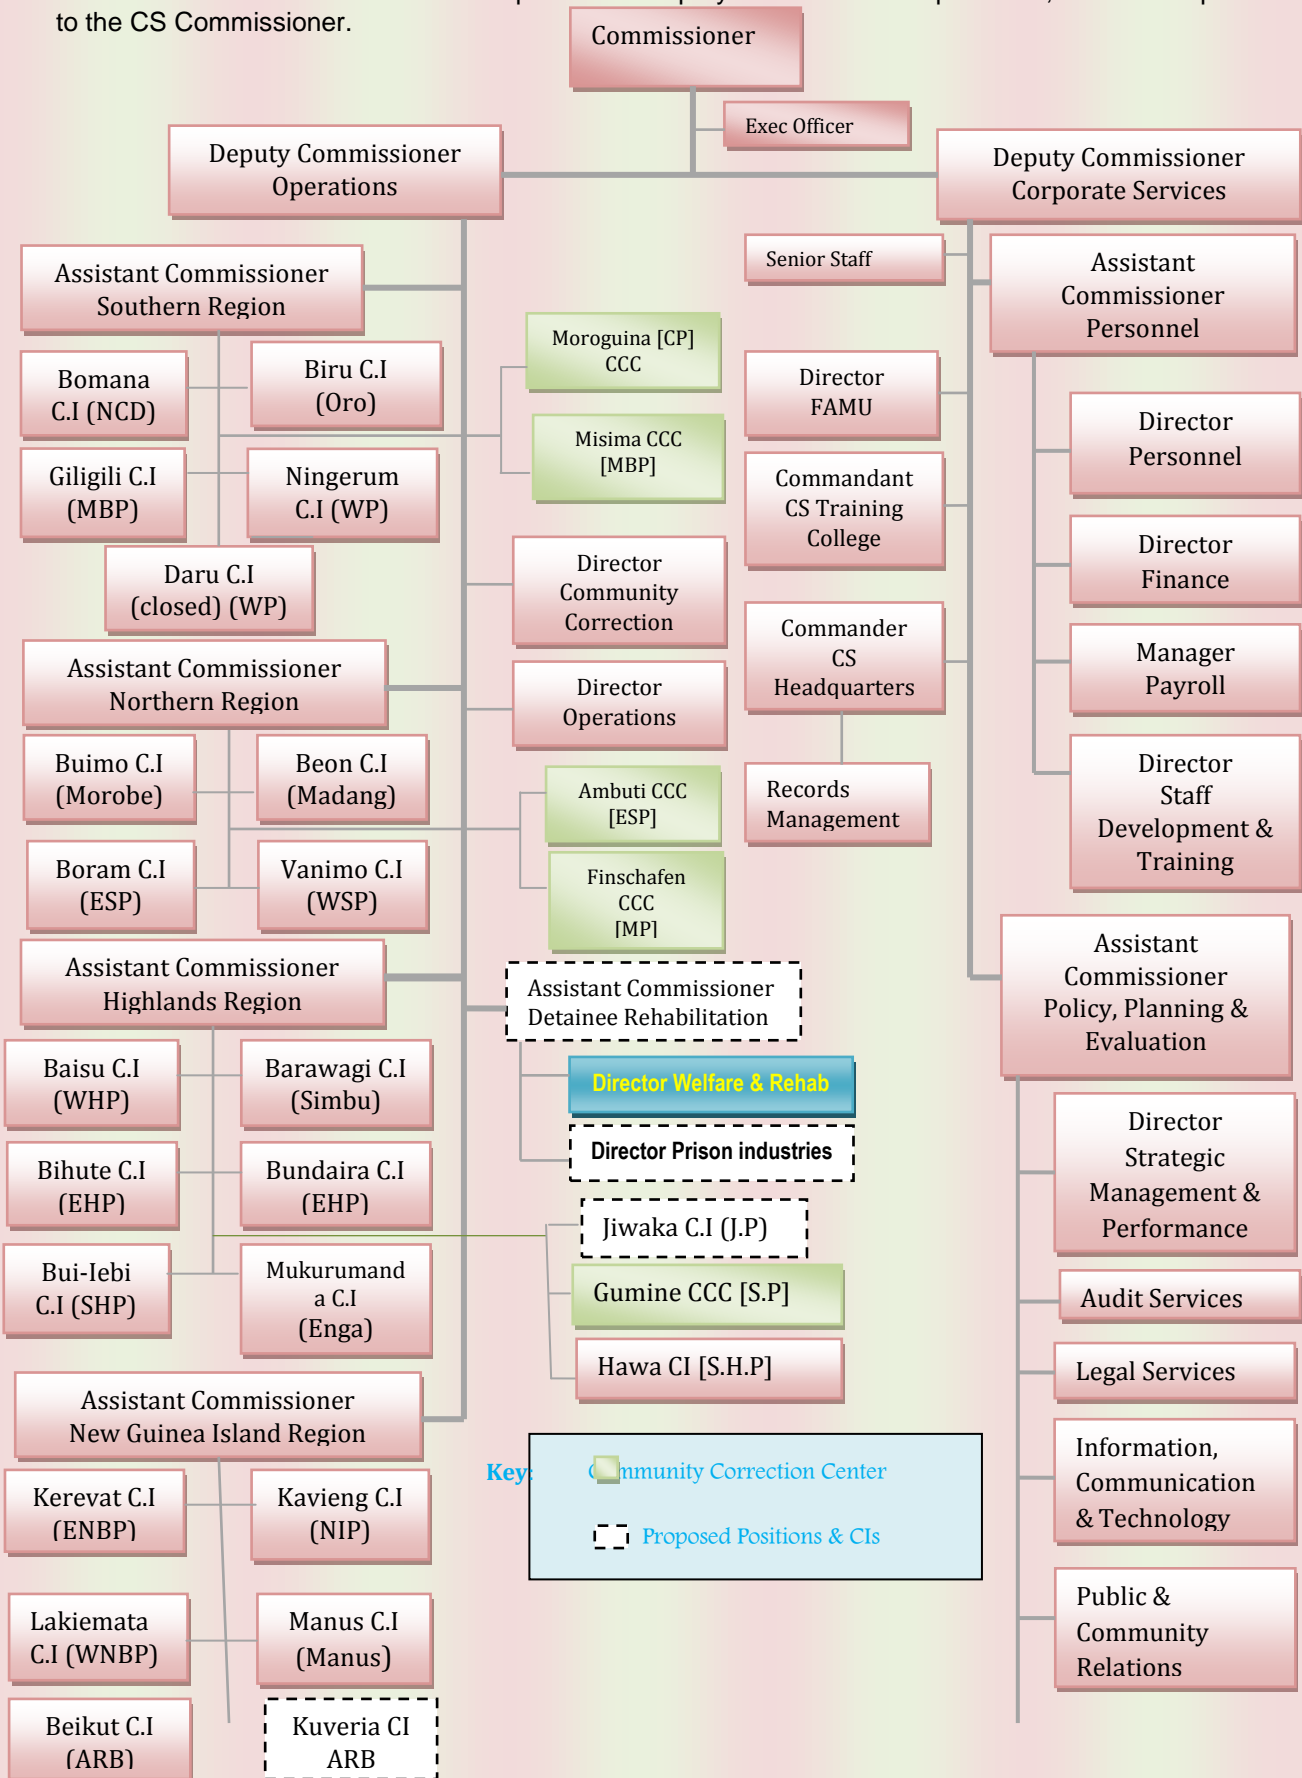 to the CS Commissioner.
Commissioner
Exec Officer
Deputy Commissioner
Operations
Deputy Commissioner
Corporate Services
Assistant Commissioner
Southern Region
Bomana
C.I (NCD)
Biru C.I
(Oro)
Giligili C.I
(MBP)
Ningerum
C.I (WP)
Daru C.I
(closed) (WP)
Moroguina [CP]
CCC
Misima CCC
[MBP]
Director
Community
Correction
Director
Operations
Assistant Commissioner
Northern Region
Buimo C.I
(Morobe)
Beon C.I
(Madang)
Boram C.I
(ESP)
Vanimo C.I
(WSP)
Ambuti CCC
[ESP]
Finschafen
CCC
[MP]
Assistant Commissioner
Highlands Region
Baisu C.I
(WHP)
Barawagi C.I
(Simbu)
Bihute C.I
(EHP)
Bundaira C.I
(EHP)
Bui-Iebi
C.I (SHP)
Mukurumand
a C.I
(Enga)
Assistant Commissioner
Detainee Rehabilitation
Director Welfare & Rehab
Director Prison industries
Jiwaka C.I (J.P)
Gumine CCC [S.P]
Hawa CI [S.H.P]
Assistant Commissioner
New Guinea Island Region
Kerevat C.I
(ENBP)
Kavieng C.I
(NIP)
Lakiemata
C.I (WNBP)
Manus C.I
(Manus)
Beikut C.I
(ARB)
Kuveria CI
ARB
Senior Staff
Director
FAMU
Commandant
CS Training
College
Commander
CS
Headquarters
Records
Management
Assistant
Commissioner
Personnel
Director
Personnel
Director
Finance
Manager
Payroll
Director
Staff
Development &
Training
Assistant
Commissioner
Policy, Planning &
Evaluation
Director
Strategic
Management &
Performance
Audit Services
Legal Services
Information,
Communication
& Technology
Public &
Community
Relations
Key: Community Correction Center
Proposed Positions & CIs